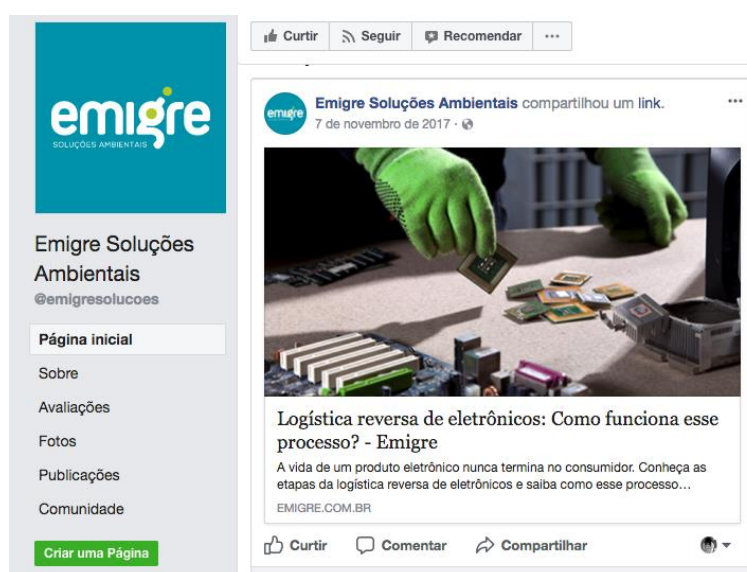 emigre
SOLUÇÕES AMBIENTAIS
Emigre Soluções
Ambientais
@emigresolucoes
Página inicial
Sobre
Avaliações
Fotos
Publicações
Comunidade
Criar uma Página
Curtir Seguir Recomendar ...
emigre
Emigre Soluções Ambientais compartilhou um link.
7 de novembro de 2017 ·
Logística reversa de eletrônicos: Como funciona esse
processo? - Emigre
A vida de um produto eletrônico nunca termina no consumidor. Conheça as
etapas da logística reversa de eletrônicos e saiba como esse processo...
EMIGRE.COM.BR
Curtir Comentar Compartilhar